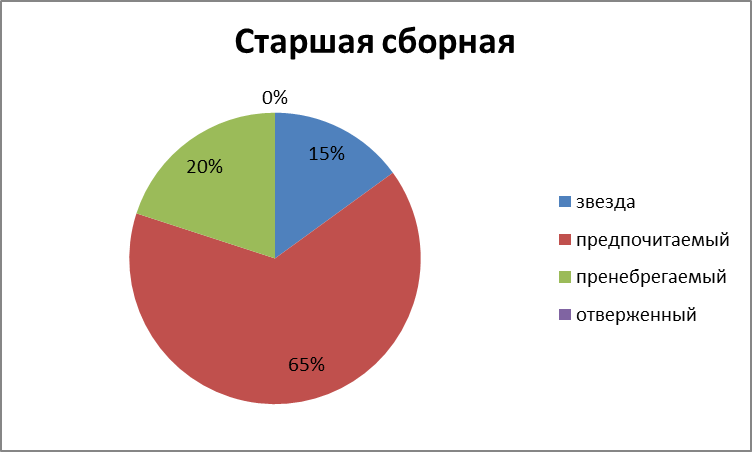 Старшая сборная
0%
15%
20%
65%
звезда
предпочитаемый
пренебрегаемый
отверженный